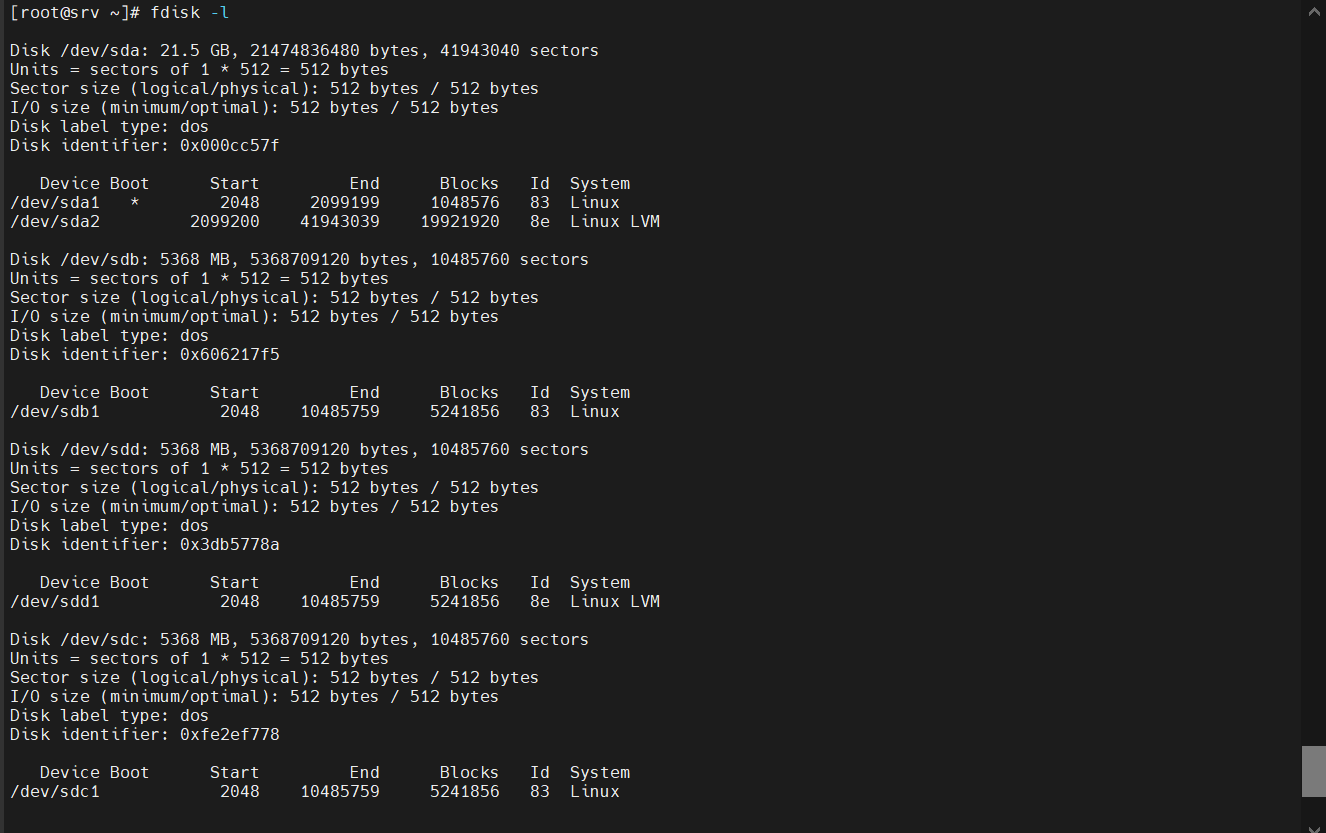 [root@srv ~]# fdisk -l
Disk /dev/sda: 21.5 GB, 21474836480 bytes, 41943040 sectors
Units = sectors of 1 * 512 = 512 bytes
Sector size (logical/physical): 512 bytes / 512 bytes
I/O size (minimum/optimal): 512 bytes / 512 bytes
Disk label type: dos
Disk identifier: 0x000cc57f
   Device Boot      Start         End      Blocks   Id  System
/dev/sda1   *        2048     2099199     1048576   83  Linux
/dev/sda2         2099200    41943039    19921920   8e  Linux LVM
Disk /dev/sdb: 5368 MB, 5368709120 bytes, 10485760 sectors
Units = sectors of 1 * 512 = 512 bytes
Sector size (logical/physical): 512 bytes / 512 bytes
I/O size (minimum/optimal): 512 bytes / 512 bytes
Disk label type: dos
Disk identifier: 0x606217f5
   Device Boot      Start         End      Blocks   Id  System
/dev/sdb1            2048    10485759     5241856   83  Linux
Disk /dev/sdd: 5368 MB, 5368709120 bytes, 10485760 sectors
Units = sectors of 1 * 512 = 512 bytes
Sector size (logical/physical): 512 bytes / 512 bytes
I/O size (minimum/optimal): 512 bytes / 512 bytes
Disk label type: dos
Disk identifier: 0x3db5778a
   Device Boot      Start         End      Blocks   Id  System
/dev/sdd1            2048    10485759     5241856   8e  Linux LVM
Disk /dev/sdc: 5368 MB, 5368709120 bytes, 10485760 sectors
Units = sectors of 1 * 512 = 512 bytes
Sector size (logical/physical): 512 bytes / 512 bytes
I/O size (minimum/optimal): 512 bytes / 512 bytes
Disk label type: dos
Disk identifier: 0xfe2ef778
   Device Boot      Start         End      Blocks   Id  System
/dev/sdc1            2048    10485759     5241856   83  Linux